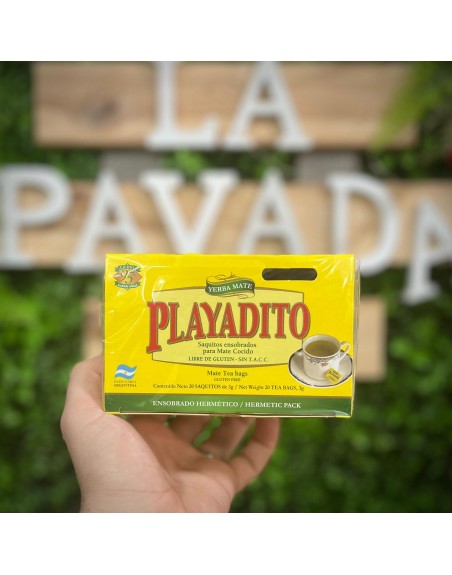 LA
PAVADA
YERBA MATE
PLAYADITO
Saquitos ensobrados
para Mate Cocido
LIBRE DE GLUTEN - SIN T.A.C.C.
Mate Tea bags
GLUTEN FREE
Contenido Neto 20 SAQUITOS de 3g / Net Weight 20 TEA BAGS, 3g
ENSOBRADO HERMÉTICO / HERMETIC PACK